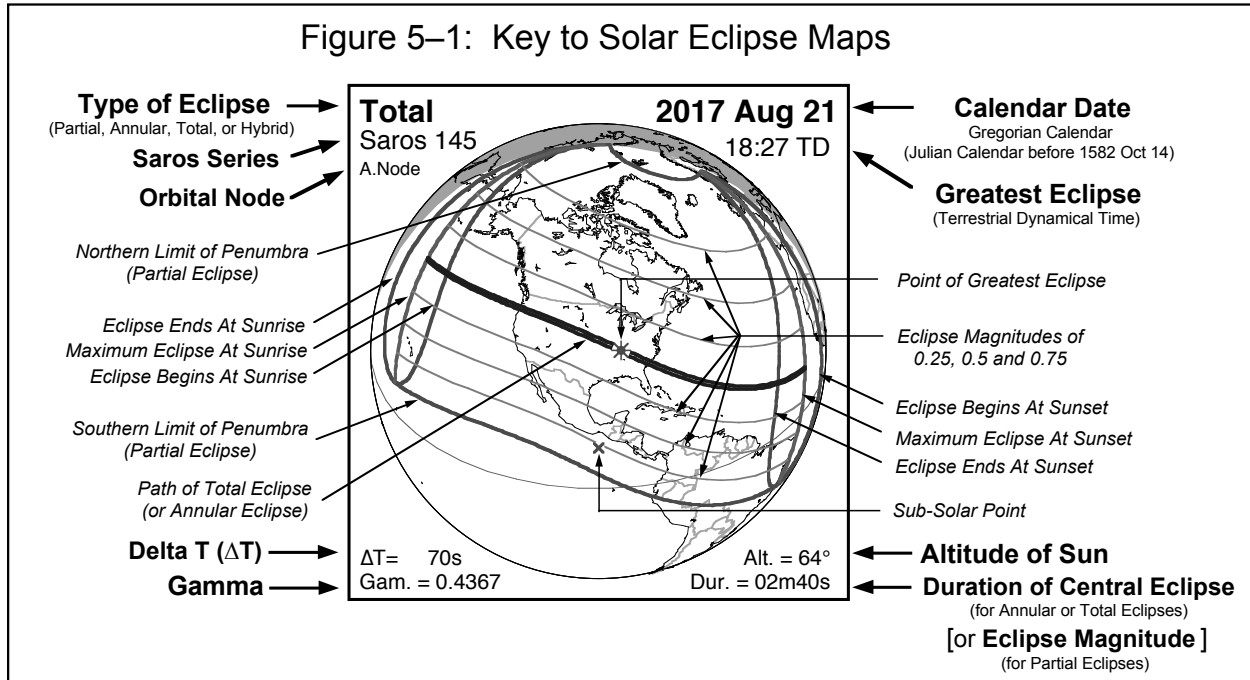 Figure 5–1: Key to Solar Eclipse Maps
Type of Eclipse
(Partial, Annular, Total, or Hybrid)
Saros Series
Orbital Node
Total
Saros 145
A.Node
2017 Aug 21
18:27 TD
Calendar Date
Gregorian Calendar
(Julian Calendar before 1582 Oct 14)
Greatest Eclipse
(Terrestrial Dynamical Time)
Northern Limit of Penumbra
(Partial Eclipse)
Eclipse Ends At Sunrise
Maximum Eclipse At Sunrise
Eclipse Begins At Sunrise
Southern Limit of Penumbra
(Partial Eclipse)
Path of Total Eclipse
(or Annular Eclipse)
Point of Greatest Eclipse
Eclipse Magnitudes of
0.25, 0.5 and 0.75
Eclipse Begins At Sunset
Maximum Eclipse At Sunset
Eclipse Ends At Sunset
Sub-Solar Point
Delta T (ΔT)
Gamma
ΔT= 70s
Gam. = 0.4367
Alt. = 64°
Dur. = 02m40s
Altitude of Sun
Duration of Central Eclipse
(for Annular or Total Eclipses)
[or Eclipse Magnitude ]
(for Partial Eclipses)